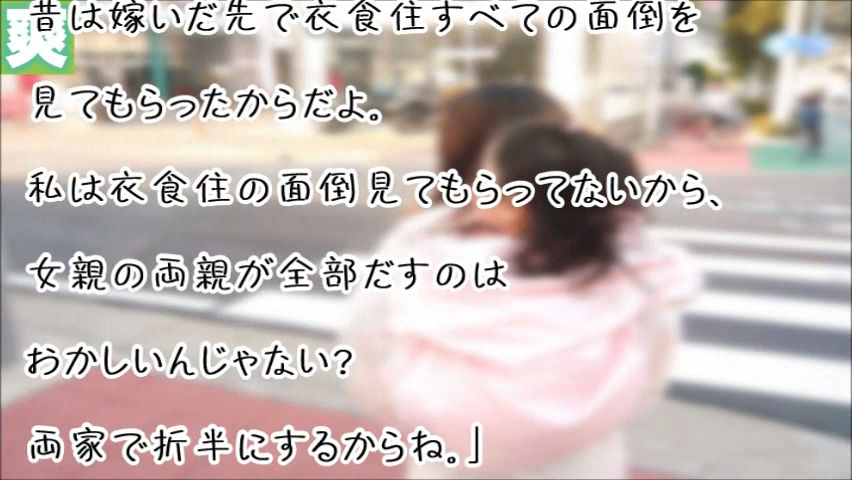 爽
昔は嫁いだ先で衣食住すべての面倒を
見てもらったからだよ。
私は衣食住の面倒見てもらってないから、
女親の両親が全部だすのは
おかしいんじゃない?
両家で折半にするからね。」